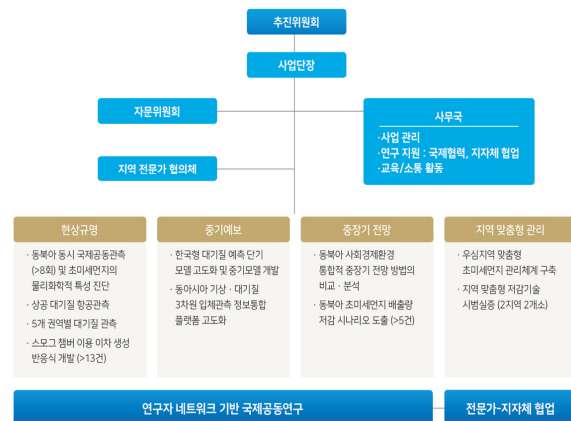 추진위원회
사업단장
자문위원회
사무국
·사업 관리
·연구 지원 : 국제협력, 지자체 협업
·교육/소통 활동
지역 전문가 협의체
현상규명
· 동북아 동시 국제공동관측
(>8회) 및 초미세먼지의
물리화학적 특성 진단
· 상공 대기질 항공관측
· 5개 권역별 대기질 관측
· 스모그 챔버 이용 이차 생성
반응식 개발 (>13건)
중기예보
· 한국형 대기질 예측 단기
모델 고도화 및 중기모델 개발
· 동아시아 기상 · 대기질
3차원 입체관측 정보통합
플랫폼 고도화
중장기 전망
· 동북아 사회경제환경
통합적 중장기 전망 방법의
비교 · 분석
· 동북아 초미세먼지 배출량
저감 시나리오 도출 (>5건)
지역 맞춤형 관리
· 우심지역 맞춤형
초미세먼지 관리체계 구축
· 지역 맞춤형 저감기술
시범실증 (2지역 2개소)
연구자 네트워크 기반 국제공동연구
전문가-지자체 협업